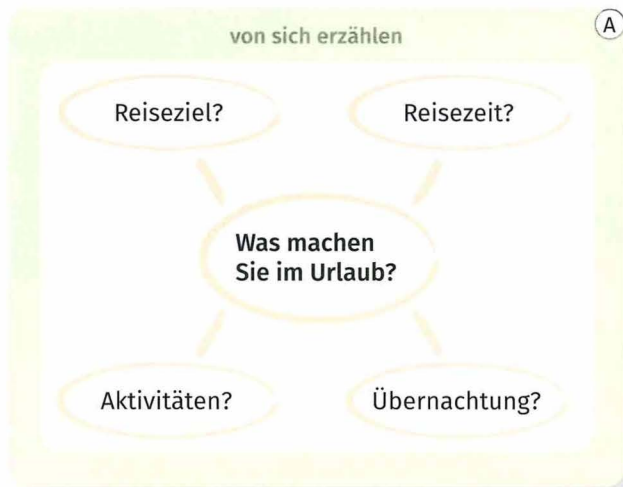 A
von sich erzählen
Reiseziel?
Reisezeit?
Was machen
Sie im Urlaub?
Aktivitäten?
Übernachtung?